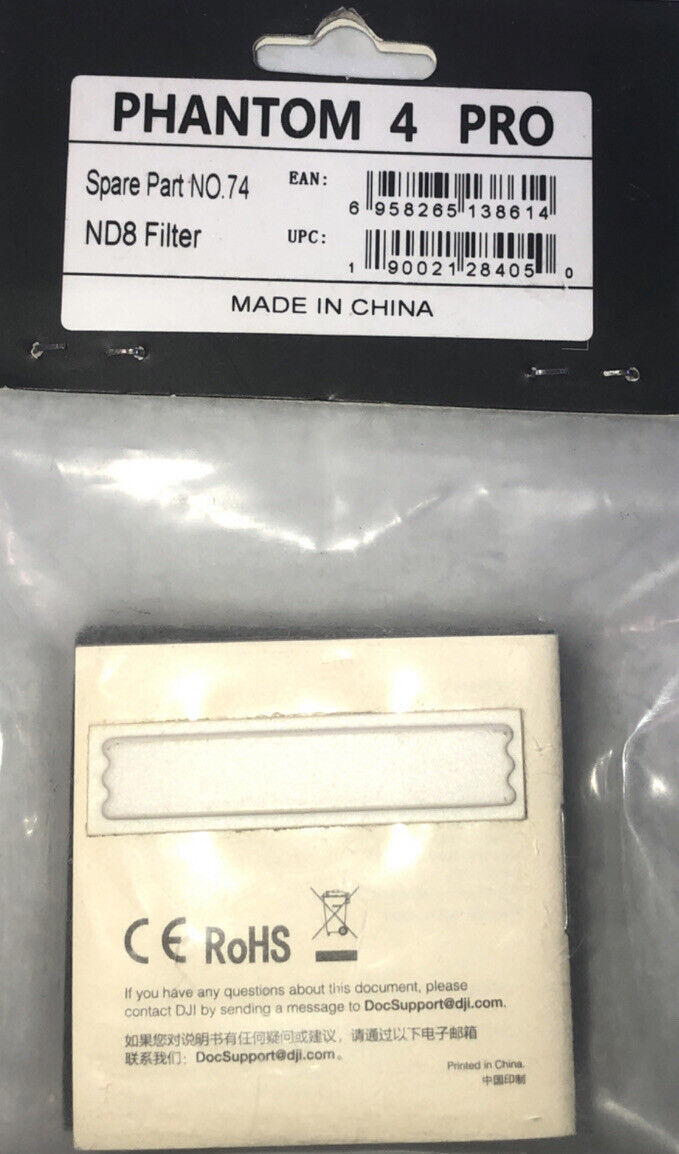 PHANTOM 4 PRO
Spare Part NO.74
EAN:
6 958265 138614
ND8 Filter
UPC:
1 90021 28405 0
MADE IN CHINA
CE RoHS
If you have any questions about this document, please
contact DJI by sending a message to DocSupport@dji.com.
如果您对说明书有任何疑问或建议，请通过以下电子邮箱
联系我们：DocSupport@dji.com。
Printed in China.
中国印制